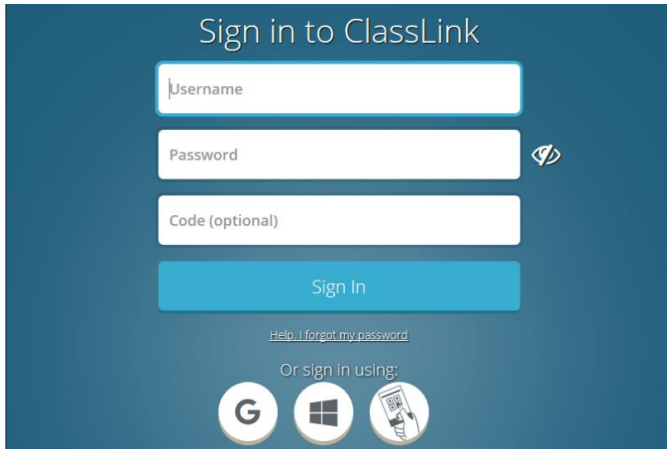 Sign in to ClassLink
Username
Password
Code (optional)
Sign In
Help, I forgot my password
Or sign in using:
G